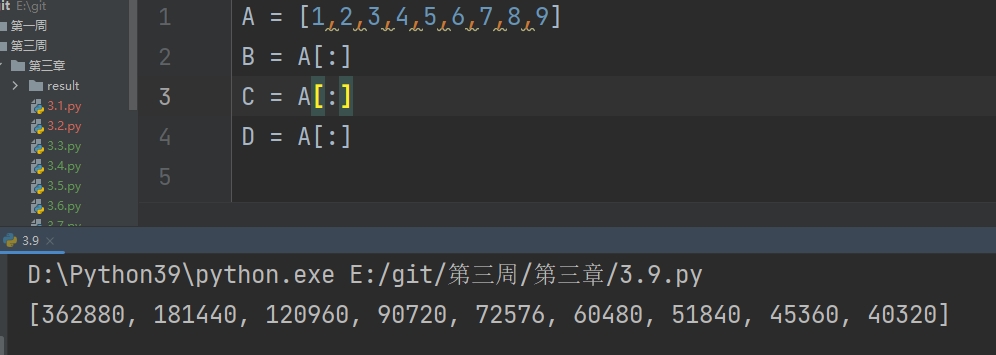 git E:\git
第一周
第三周
第三章
result
3.1.py
3.2.py
3.3.py
3.4.py
3.5.py
3.6.py
3.7.py
1 A = [1,2,3,4,5,6,7,8,9]
2 B = A[:]
3 C = A[:]
4 D = A[:]
5
3.9 ×
D:\Python39\python.exe E:/git/第三周/第三章/3.9.py
[362880, 181440, 120960, 90720, 72576, 60480, 51840, 45360, 40320]